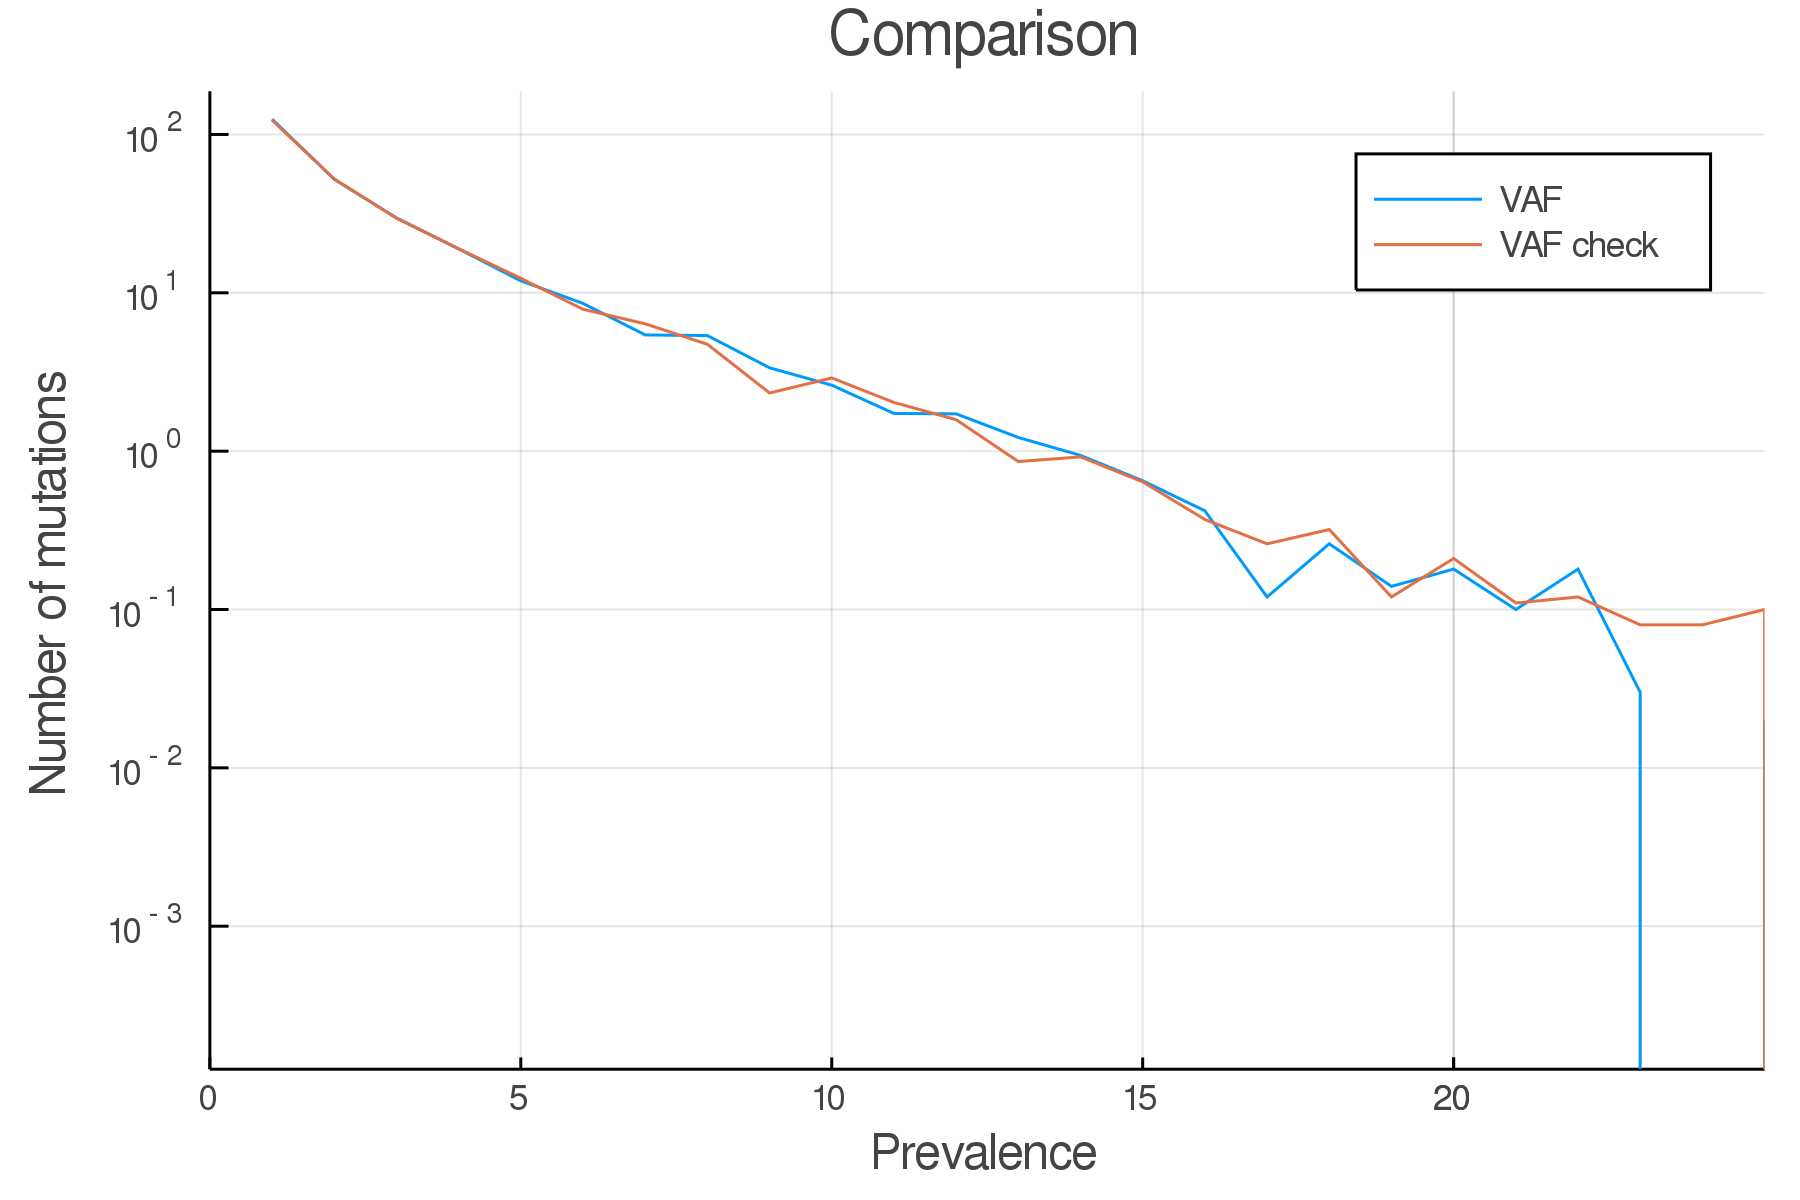 Comparison
10 2
10 1
10 0
10 - 1
10 - 2
10 - 3
Number of mutations
VAF
VAF check
0 5 10 15 20
Prevalence